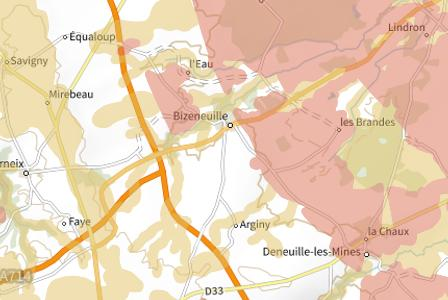 Lindron
Équaloup
Savigny
l'Eau
Mirebeau
Bizeneuille
les Brandes
rneix
Faye
Arginy
la Chaux
Deneuille-les-Mines
A714
D33